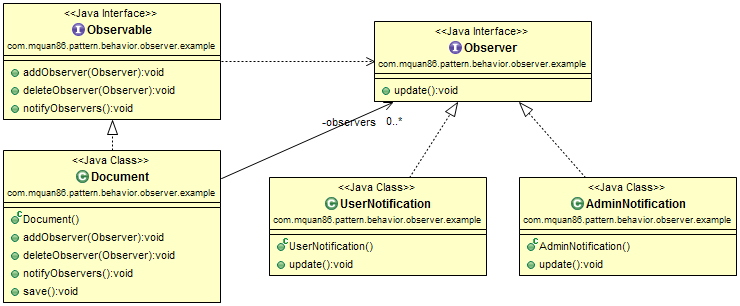 <<Java Interface>>
Observable
com.mquan86.pattern.behavior.observer.example
addObserver(Observer):void
deleteObserver(Observer):void
notifyObservers():void
<<Java Interface>>
Observer
com.mquan86.pattern.behavior.observer.example
update():void
-observers 0..*
<<Java Class>>
Document
com.mquan86.pattern.behavior.observer.example
Document()
addObserver(Observer):void
deleteObserver(Observer):void
notifyObservers():void
save():void
<<Java Class>>
UserNotification
com.mquan86.pattern.behavior.observer.example
UserNotification()
update():void
<<Java Class>>
AdminNotification
com.mquan86.pattern.behavior.observer.example
AdminNotification()
update():void